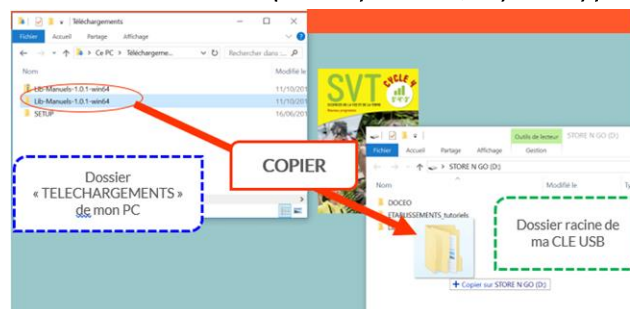 Téléchargements
Fichier Accueil Partage Affichage
Ce PC > Téléchargeme...
Rechercher dans : ...
Nom
Modifié le
Lib-Manuels-1.0.1-win64
11/10/201
Lib-Manuels-1.0.1-win64
11/10/201
SETUP
16/06/201
Dossier
« TELECHARGEMENTS »
de mon PC
COPIER
SVT
CYCLE 4
Outils de lecteur
STORE N GO (D:)
Fichier Accueil Partage Affichage Gestion
STORE N GO (D:)
Nom
Modifié le
DOCEO
ETABLISSEMENTS_tutoriels
Dossier racine de
ma CLE USB
Copier sur STORE N GO (D:)